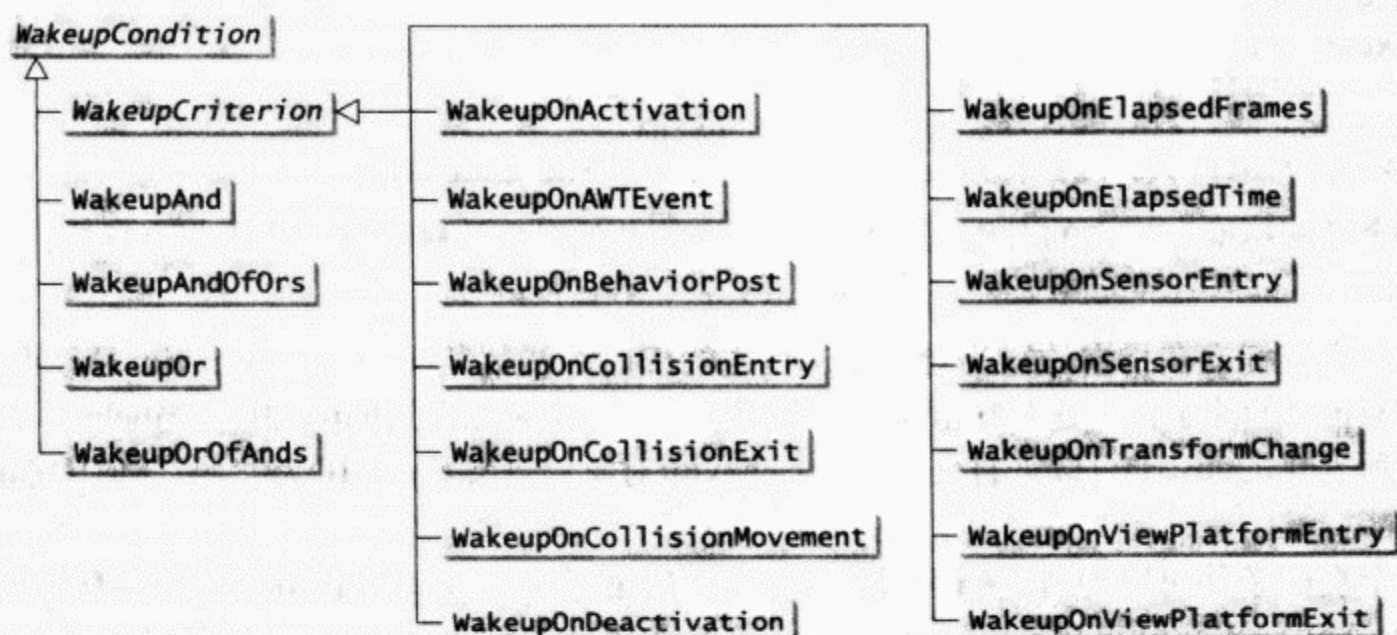 WakeupCondition
WakeupCriterion
WakeupAnd
WakeupAndOfOrs
WakeupOr
WakeupOrOfAnds
WakeupOnActivation
WakeupOnAWTEvent
WakeupOnBehaviorPost
WakeupOnCollisionEntry
WakeupOnCollisionExit
WakeupOnCollisionMovement
WakeupOnDeactivation
WakeupOnElapsedFrames
WakeupOnElapsedTime
WakeupOnSensorEntry
WakeupOnSensorExit
WakeupOnTransformChange
WakeupOnViewPlatformEntry
WakeupOnViewPlatformExit